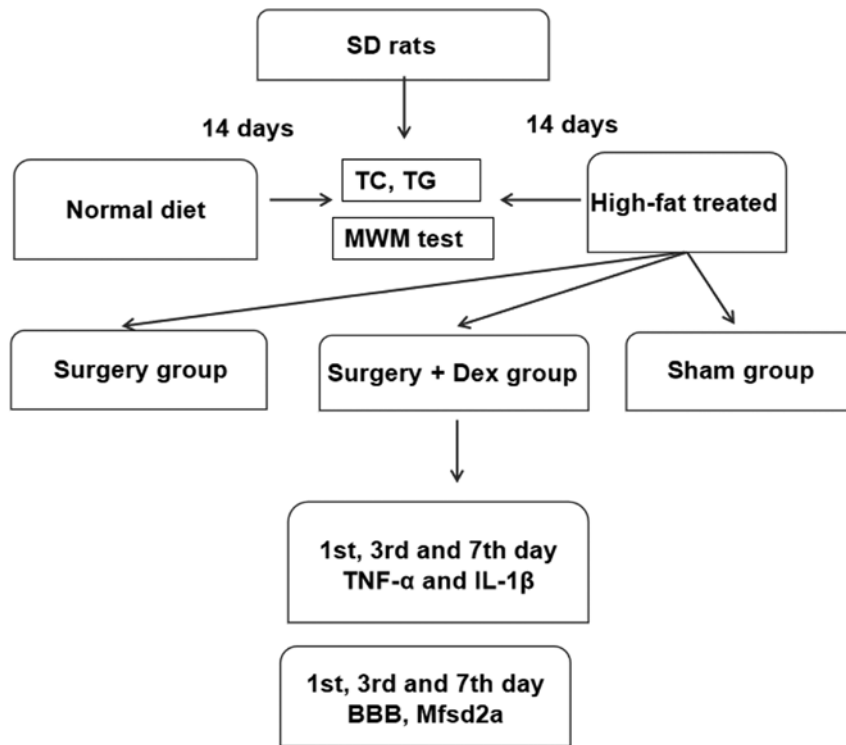 SD rats
14 days
14 days
Normal diet
TC, TG
MWM test
High-fat treated
Surgery group
Surgery + Dex group
Sham group
1st, 3rd and 7th day
TNF-α and IL-1β
1st, 3rd and 7th day
BBB, Mfsd2a